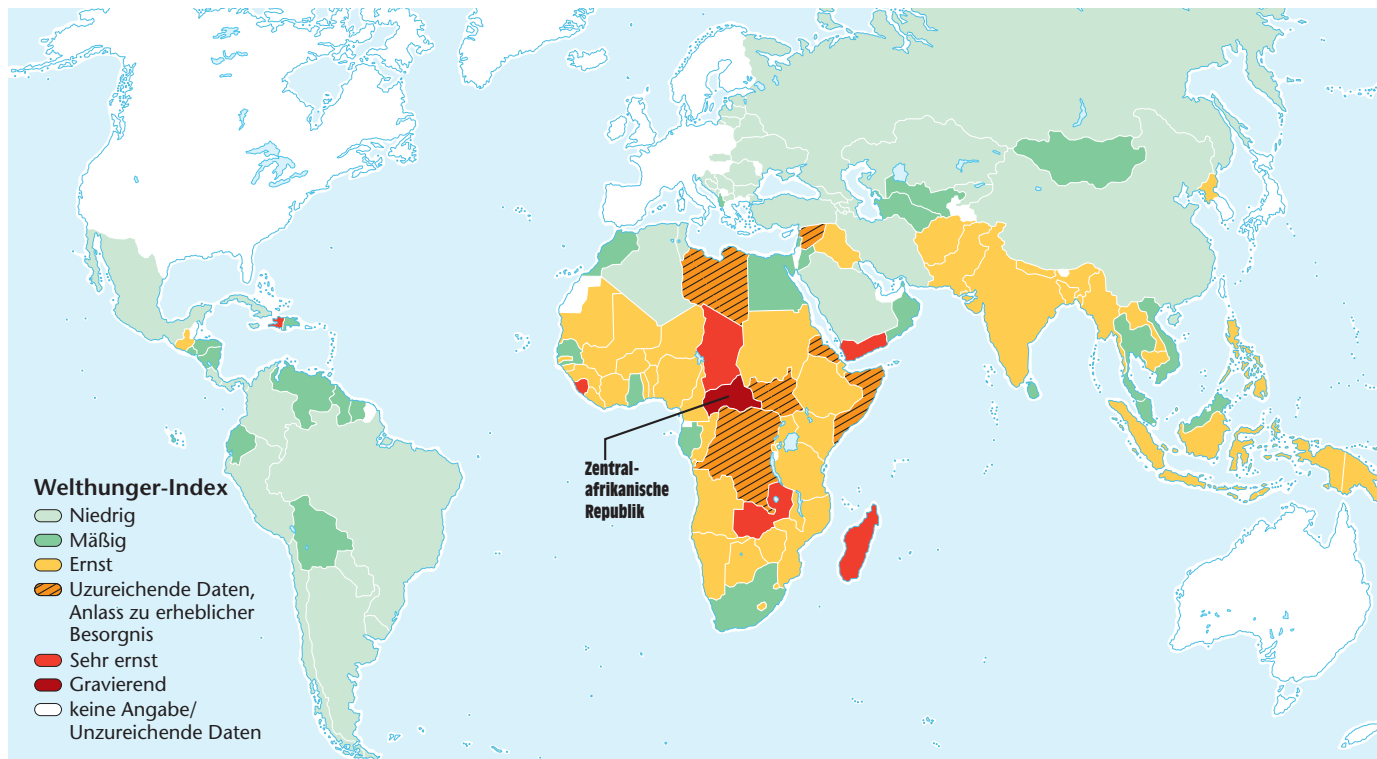 Zentral-
afrikanische
Republik
Welthunger-Index
Niedrig
Mäßig
Ernst
Uzureichende Daten,
Anlass zu erheblicher
Besorgnis
Sehr ernst
Gravierend
keine Angabe/
Unzureichende Daten